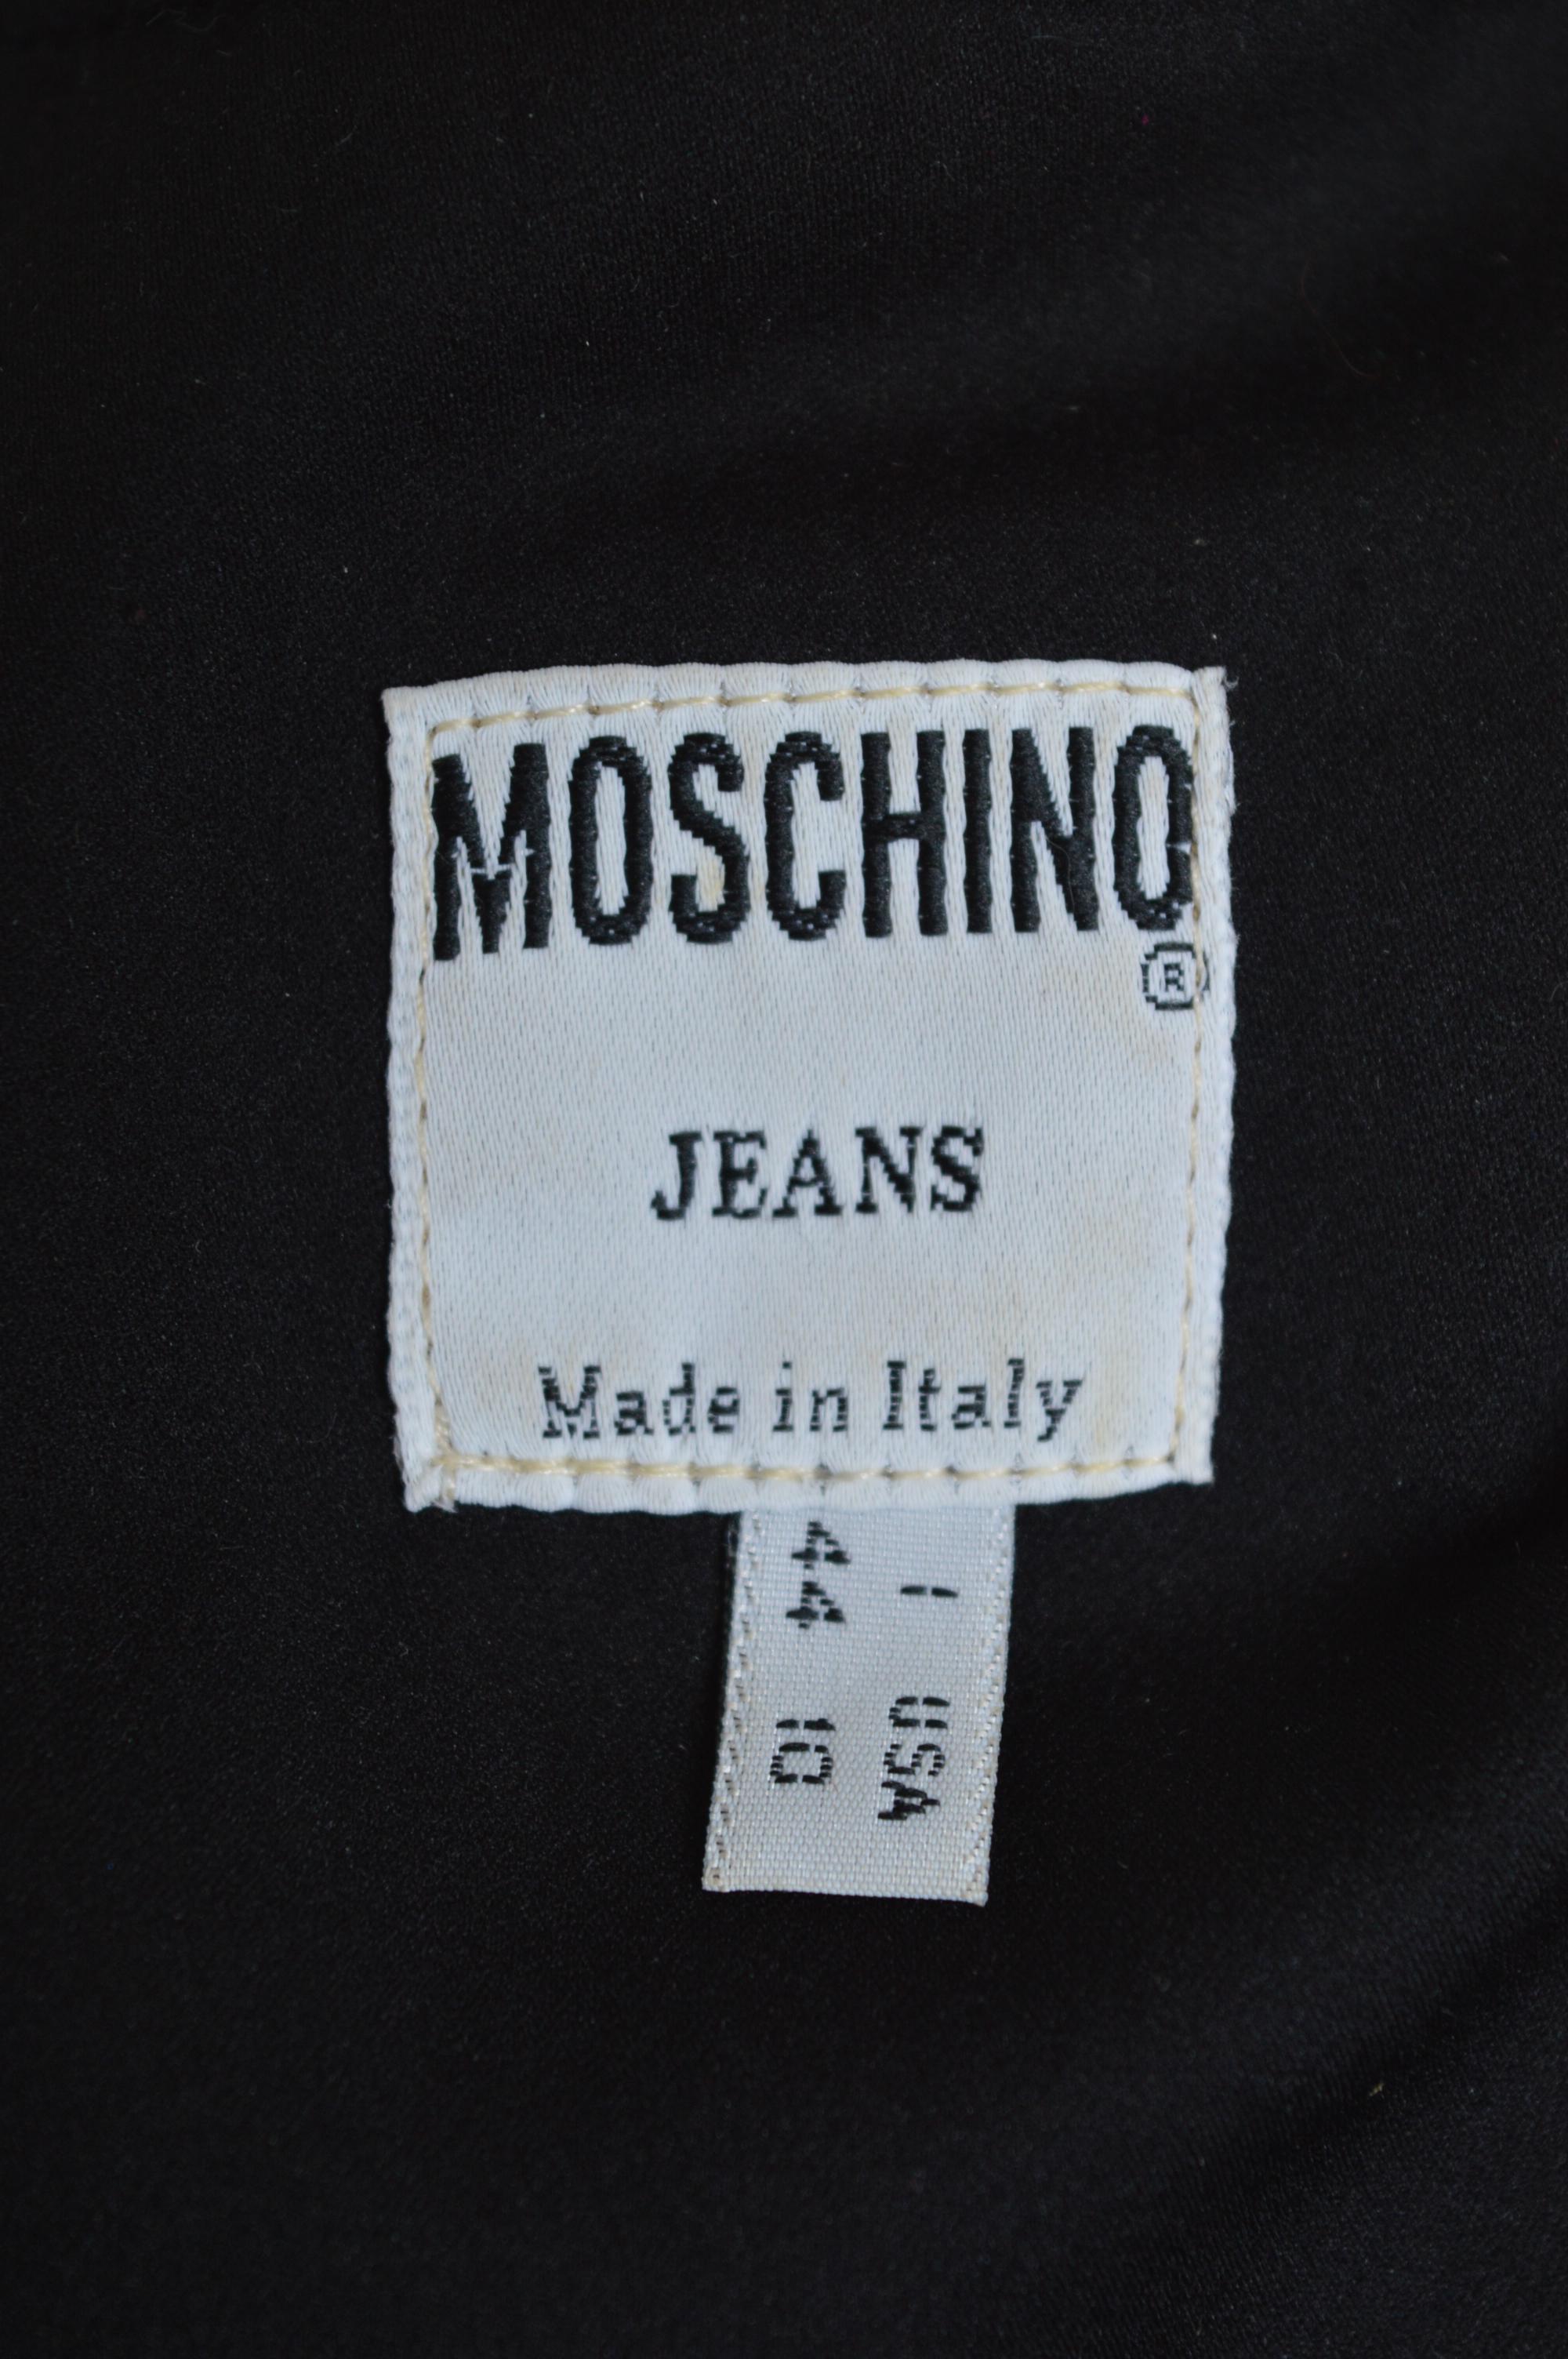 MOSCHINO
®
JEANS
Made in Italy
I USA
44 10